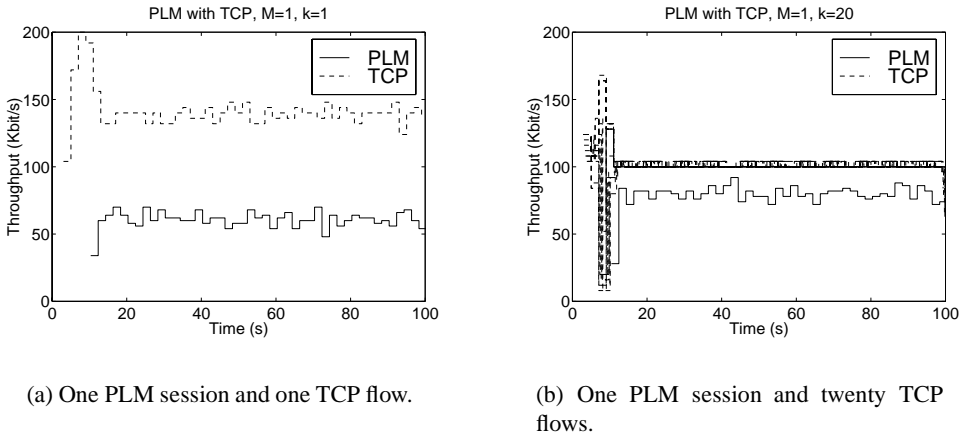 PLM with TCP, M=1, k=1
200
150
100
50
0
Throughput (Kbit/s)
PLM
TCP
0 20 40 60 80 100
Time (s)
(a) One PLM session and one TCP flow.
PLM with TCP, M=1, k=20
200
150
100
50
0
Throughput (Kbit/s)
PLM
TCP
0 20 40 60 80 100
Time (s)
(b) One PLM session and twenty TCP
flows.